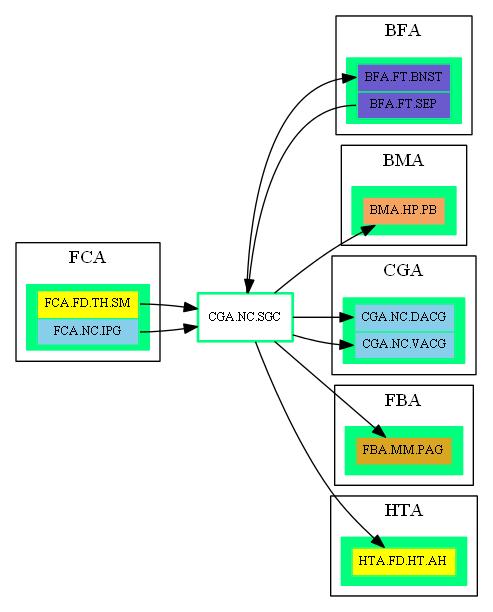 BFA
BFA.FT.BNST
BFA.FT.SEP
BMA
BMA.HP.PB
FCA
FCA.FD.TH.SM
FCA.NC.IPG
CGA.NC.SGC
CGA
CGA.NC.DACG
CGA.NC.VACG
FBA
FBA.MM.PAG
HTA
HTA.FD.HT.AH